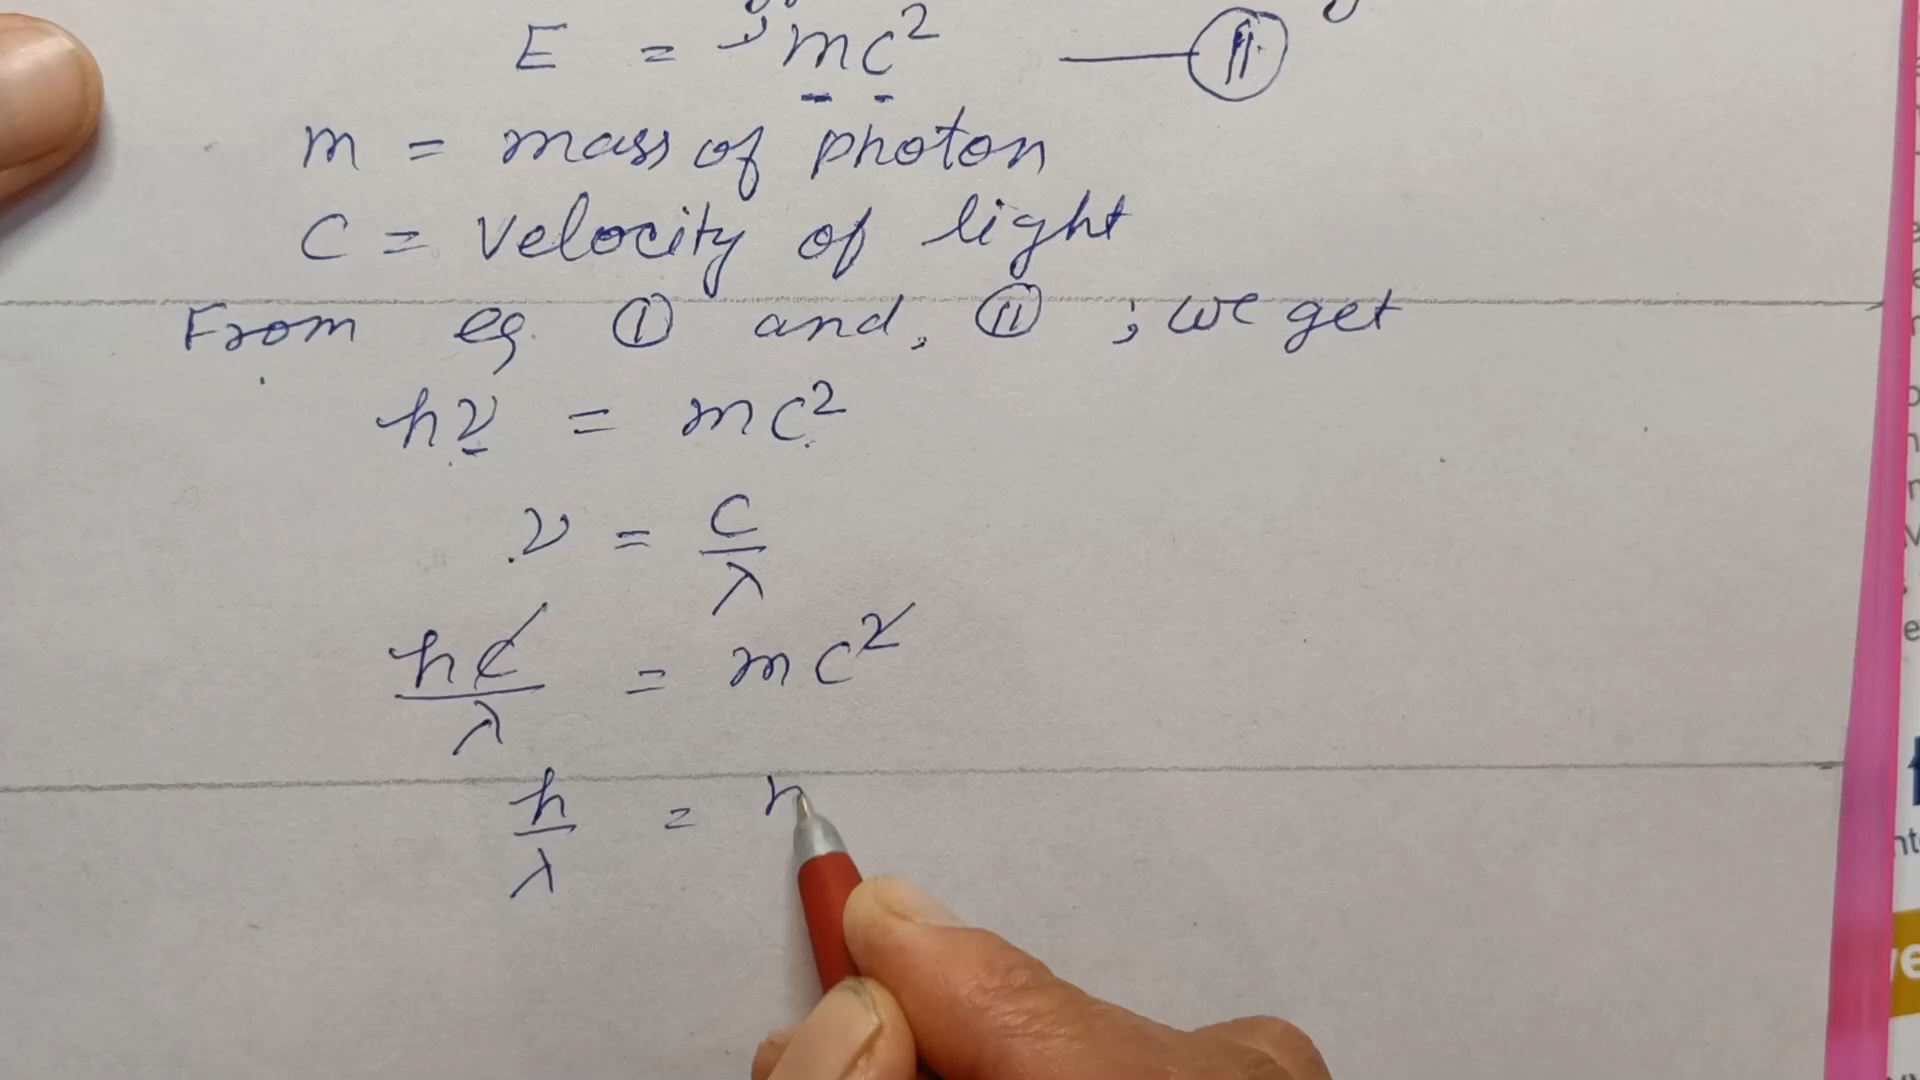 E = mc² — II
m = mass of photon
C = Velocity of light
From eq. I and, II ; we get
hν = mc²
ν = C/λ
hc/λ = mc²
h/λ =